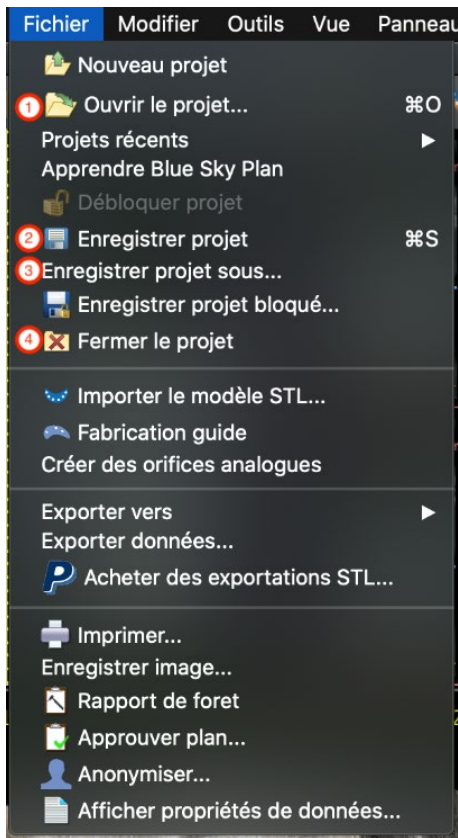 Fichier Modifier Outils Vue Pannea
Nouveau projet
1 Ouvrir le projet... ⌘O
Projets récents ▶
Apprendre Blue Sky Plan
Débloquer projet
2 Enregistrer projet ⌘S
3 Enregistrer projet sous...
Enregistrer projet bloqué...
4 Fermer le projet
Importer le modèle STL...
Fabrication guide
Créer des orifices analogues
Exporter vers ▶
Exporter données...
Acheter des exportations STL...
Imprimer...
Enregistrer image...
Rapport de foret
Approuver plan...
Anonymiser...
Afficher propriétés de données...